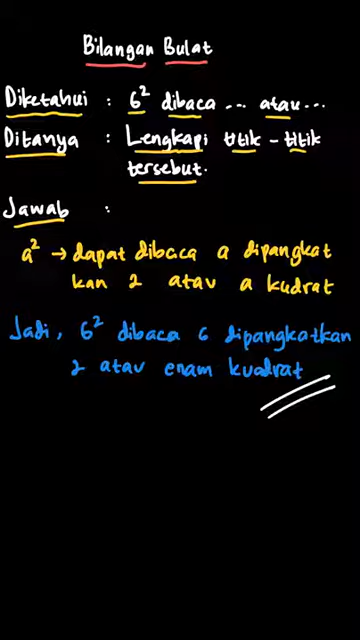 Bilangan Bulat
Diketahui : 6² dibaca ... atau ...
Ditanya : Lengkapi titik - titik
tersebut.
Jawab :
a² → dapat dibaca a dipangkat
kan 2 atau a kudrat
Jadi, 6² dibaca 6 dipangkatkan
2 atau enam kuadrat